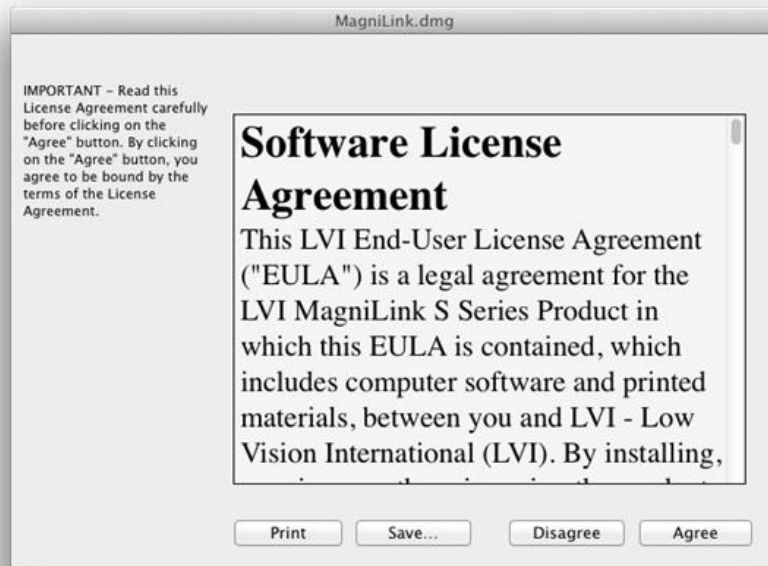 MagniLink.dmg
IMPORTANT – Read this
License Agreement carefully
before clicking on the
"Agree" button. By clicking
on the "Agree" button, you
agree to be bound by the
terms of the License
Agreement.
Software License
Agreement
This LVI End-User License Agreement
("EULA") is a legal agreement for the
LVI MagniLink S Series Product in
which this EULA is contained, which
includes computer software and printed
materials, between you and LVI - Low
Vision International (LVI). By installing,
Print
Save...
Disagree
Agree